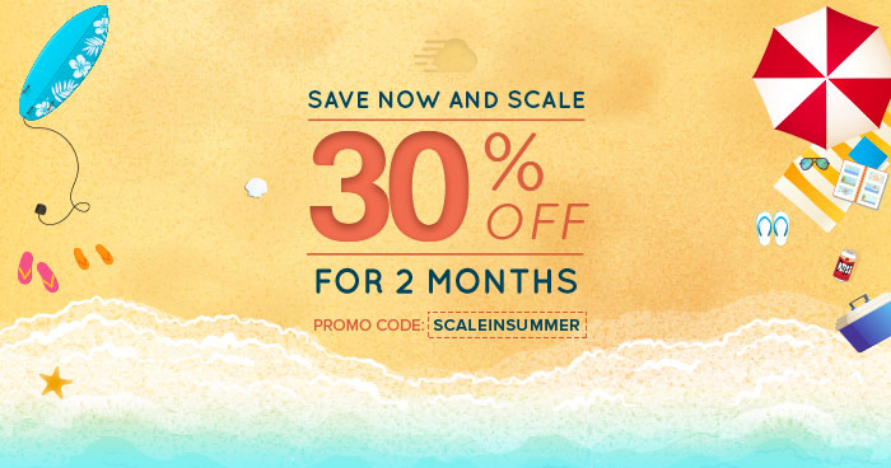 SAVE NOW AND SCALE
30%
OFF
FOR 2 MONTHS
PROMO CODE: SCALEINSUMMER